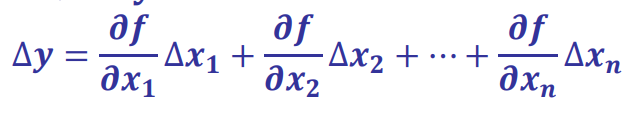 Δy = ∂f/∂x₁ Δx₁ + ∂f/∂x₂ Δx₂ + ⋯ + ∂f/∂xₙ Δxₙ